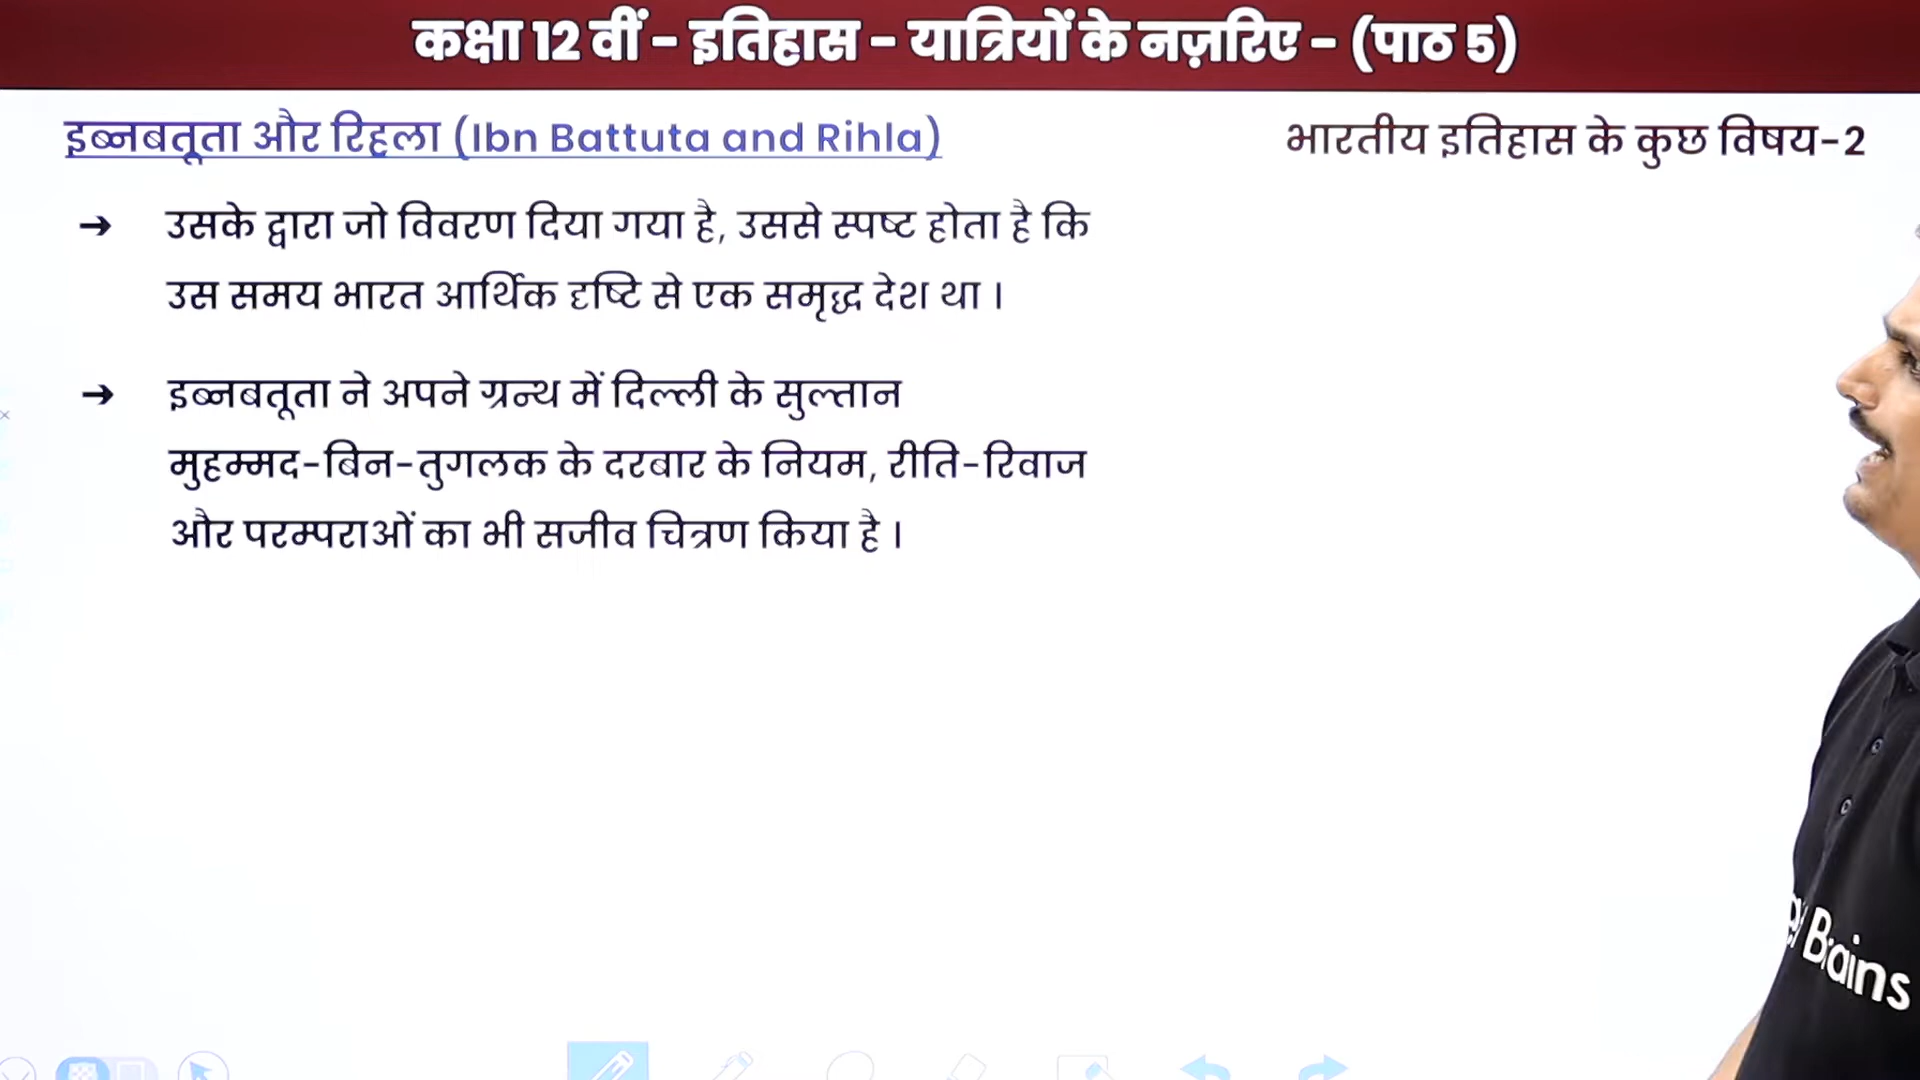 कक्षा 12 वीं - इतिहास - यात्रियों के नज़रिए - (पाठ 5)
इब्नबतूता और रिहला (Ibn Battuta and Rihla)
भारतीय इतिहास के कुछ विषय-2
→ उसके द्वारा जो विवरण दिया गया है, उससे स्पष्ट होता है कि
उस समय भारत आर्थिक दृष्टि से एक समृद्ध देश था ।
→ इब्नबतूता ने अपने ग्रन्थ में दिल्ली के सुल्तान
मुहम्मद-बिन-तुगलक के दरबार के नियम, रीति-रिवाज
और परम्पराओं का भी सजीव चित्रण किया है ।
Brains